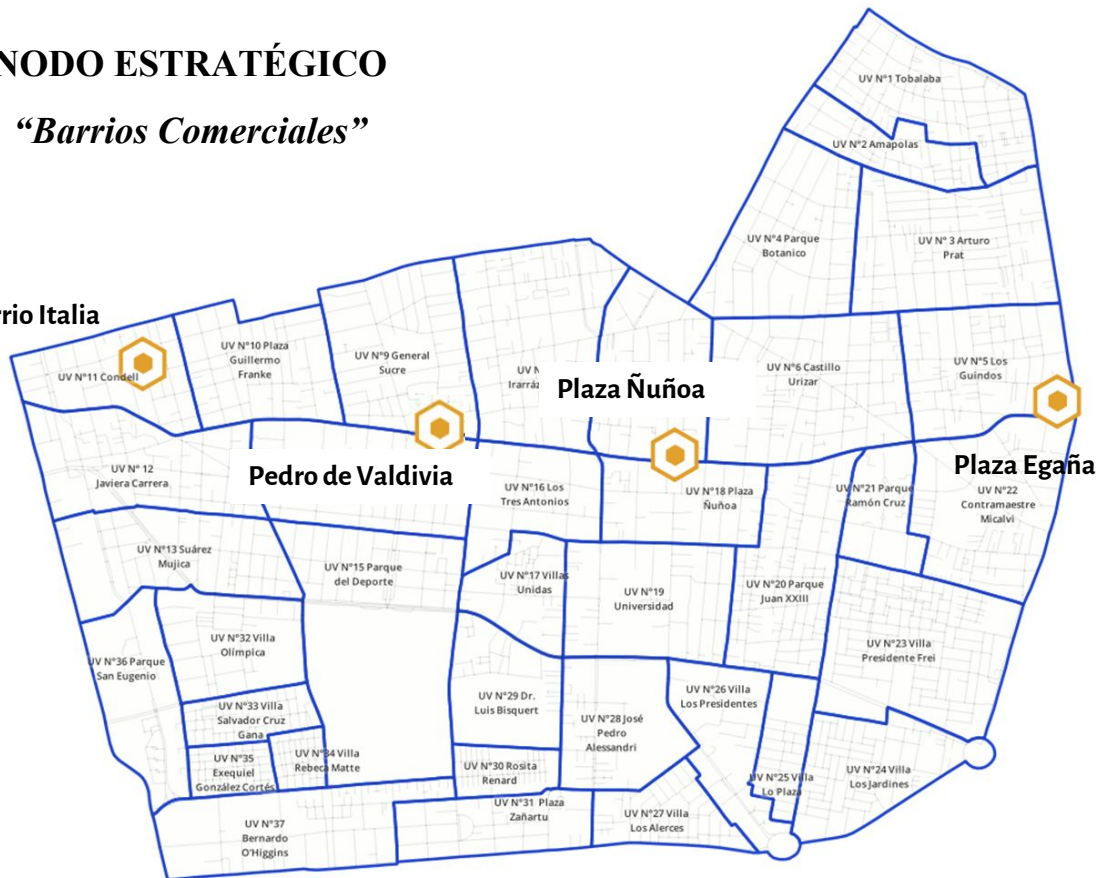 NODO ESTRATÉGICO
“Barrios Comerciales”
UV N°1 Tobalaba
UV N°2 Amapolas
UV N°4 Parque
Botanico
UV N° 3 Arturo
Prat
rrio Italia
UV N°11 Condell
UV N°10 Plaza
Guillermo
Franke
UV N°9 General
Sucre
UV N
Irarráz
Plaza Ñuñoa
UV N°6 Castillo
Urizar
UV N°5 Los
Guindos
UV N° 12
Javiera Carrera
Pedro de Valdivia
UV N°16 Los
Tres Antonios
UV N°18 Plaza
Ñuñoa
UV N°21 Parque
Ramón Cruz
Plaza Egaña
UV N°22
Contramaestre
Micalvi
UV N°13 Suárez
Mujica
UV N°15 Parque
del Deporte
UV N°17 Villas
Unidas
UV N°19
Universidad
UV N°20 Parque
Juan XXIII
UV N°23 Villa
Presidente Frei
UV N°36 Parque
San Eugenio
UV N°32 Villa
Olímpica
UV N°33 Villa
Salvador Cruz
Gana
UV N°35
Exequiel
González Cortés
UV N°34 Villa
Rebeca Matte
UV N°29 Dr.
Luis Bisquert
UV N°28 José
Pedro
Alessandri
UV N°26 Villa
Los Presidentes
UV N°30 Rosita
Renard
UV N°25 Villa
Lo Plaza
UV N°24 Villa
Los Jardines
UV N°37
Bernardo
O'Higgins
UV N°31 Plaza
Zañartu
UV N°27 Villa
Los Alerces